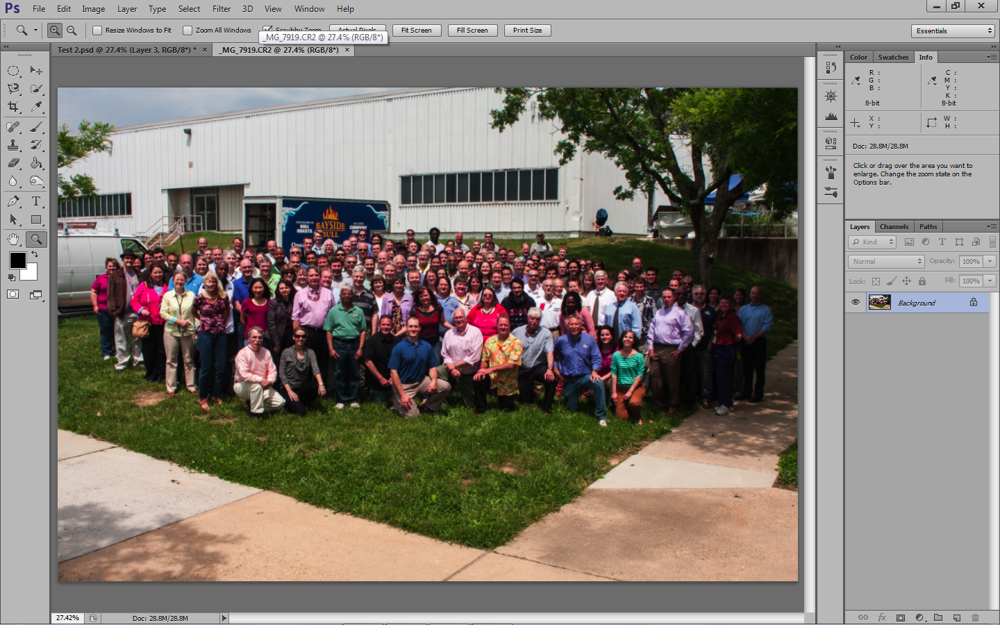 Ps File Edit Image Layer Type Select Filter 3D View Window Help
Resize Windows to Fit Zoom All Windows Scrubby Zoom Actual Pixels Fit Screen Fill Screen Print Size Essentials
_MG_7919.CR2 @ 27.4% (RGB/8*)
Test 2.psd @ 27.4% (Layer 3, RGB/8*) * × _MG_7919.CR2 @ 27.4% (RGB/8*) ×
Color Swatches Info
R : C :
G : M :
B : Y :
K :
8-bit 8-bit
X : W :
Y : H :
Doc: 28.8M/28.8M
Click or drag over the area you want to
enlarge. Change the zoom state on the
Options bar.
BULL
ROASTS
BAYSIDE
BULL
COMPANY
Layers Channels Paths
Kind
Normal Opacity: 100%
Lock: Fill: 100%
Background
fx
27.42% Doc: 28.8M/28.8M